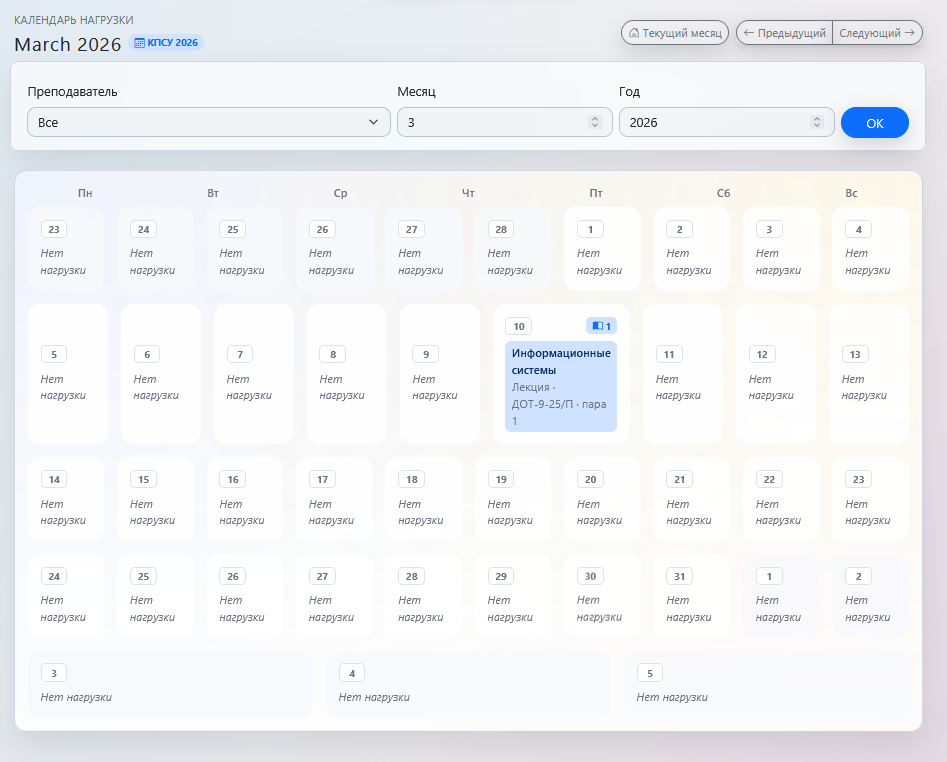 КАЛЕНДАРЬ НАГРУЗКИ
March 2026 КПСУ 2026
Текущий месяц ← Предыдущий Следующий →
Преподаватель Месяц Год
Все 3 2026 ОК
Пн Вт Ср Чт Пт Сб Вс
23 24 25 26 27 28 1 2 3 4
Нет Нет Нет Нет Нет Нет Нет Нет Нет Нет
нагрузки нагрузки нагрузки нагрузки нагрузки нагрузки нагрузки нагрузки нагрузки нагрузки
10 1
Информационные
системы
Лекция ·
ДОТ-9-25/П · пара
1
5 6 7 8 9 11 12 13
Нет Нет Нет Нет Нет Нет Нет Нет
нагрузки нагрузки нагрузки нагрузки нагрузки нагрузки нагрузки нагрузки
14 15 16 17 18 19 20 21 22 23
Нет Нет Нет Нет Нет Нет Нет Нет Нет Нет
нагрузки нагрузки нагрузки нагрузки нагрузки нагрузки нагрузки нагрузки нагрузки нагрузки
24 25 26 27 28 29 30 31 1 2
Нет Нет Нет Нет Нет Нет Нет Нет Нет Нет
нагрузки нагрузки нагрузки нагрузки нагрузки нагрузки нагрузки нагрузки нагрузки нагрузки
3 4 5
Нет нагрузки Нет нагрузки Нет нагрузки